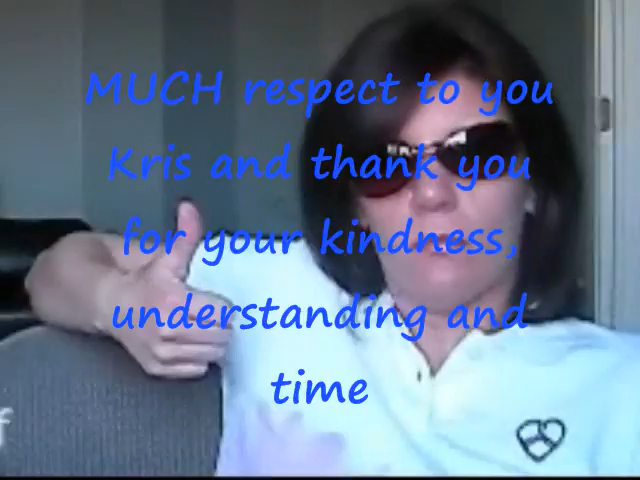 MUCH respect to you
Kris and thank you
for your kindness,
understanding and
time
f